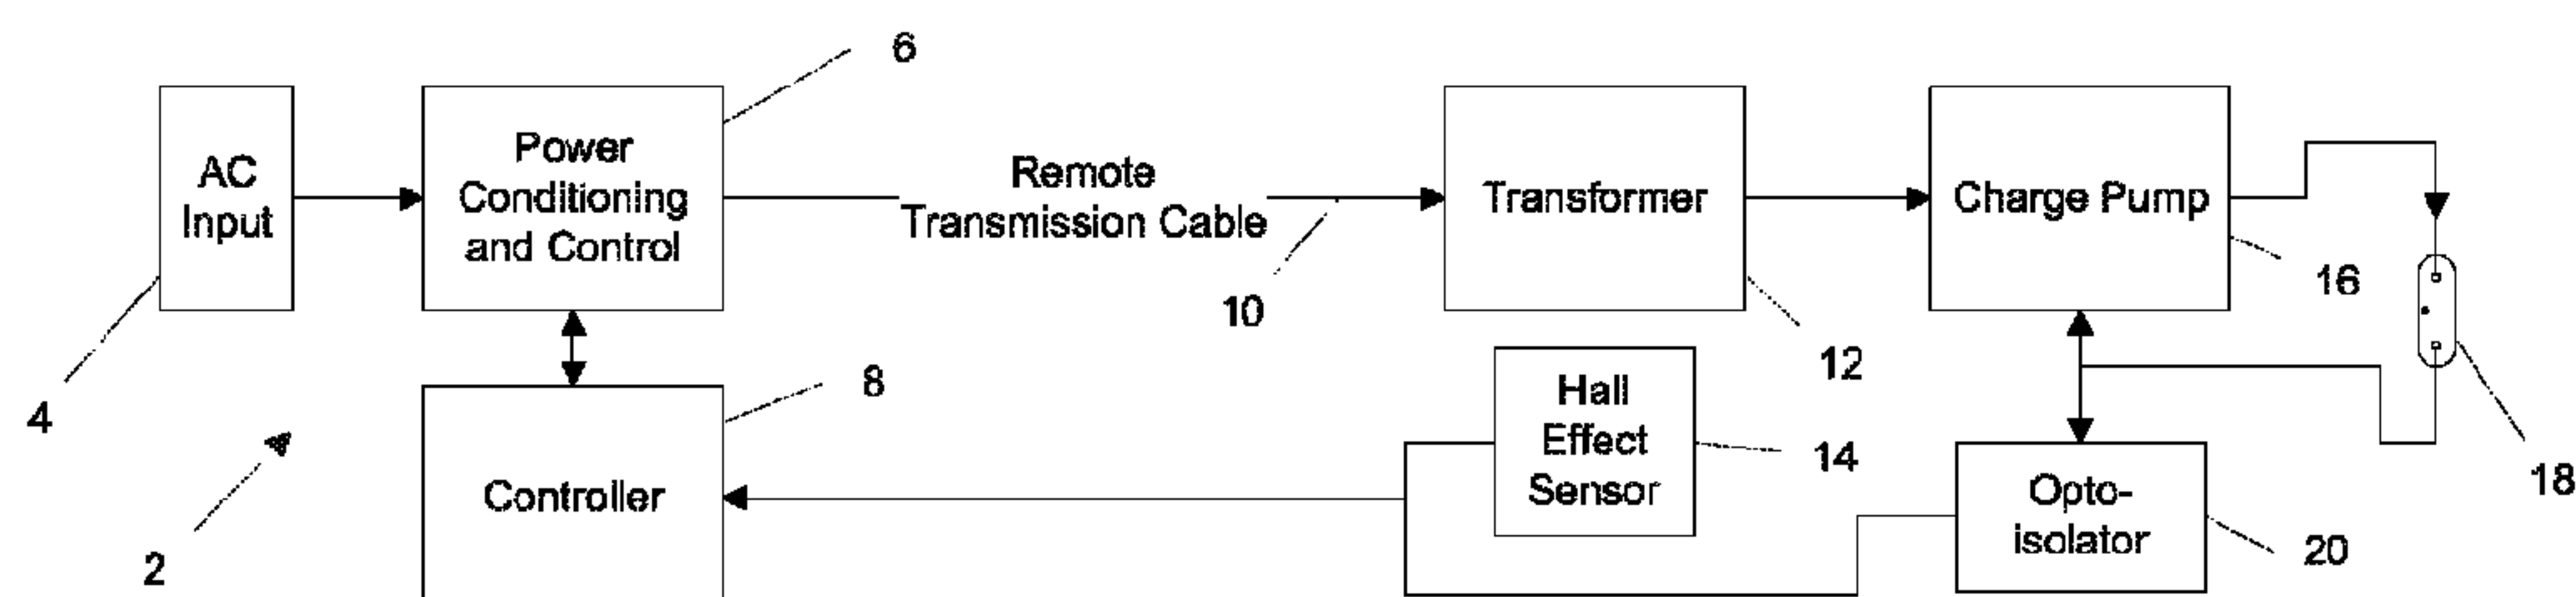 6
AC
Input
Power
Conditioning
and Control
Remote
Transmission Cable
Transformer
Charge Pump
10
16
12
4
8
Hall
Effect
Sensor
14
18
Controller
Opto-
isolator
20
2